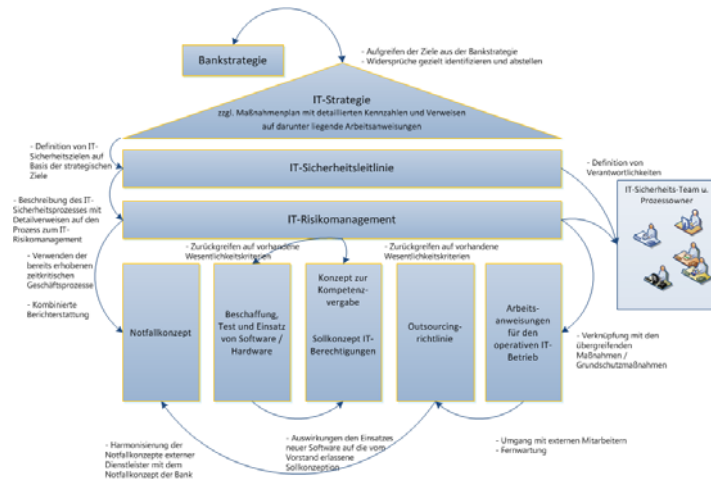 Bankstrategie
- Aufgreifen der Ziele aus der Bankstrategie
- Widersprüche gezielt identifizieren und abstellen
IT-Strategie
zzgl. Maßnahmenplan mit detaillierten Kennzahlen und Verweisen
auf darunter liegende Arbeitsanweisungen
- Definition von IT-
Sicherheitszielen auf
Basis der strategischen
Ziele
IT-Sicherheitsleitlinie
- Definition von
Verantwortlichkeiten
IT-Sicherheits-Team u.
Prozessowner
- Beschreibung des IT-
Sicherheitsprozesses mit
Detailverweisen auf den
Prozess zum IT-
Risikomanagement
IT-Risikomanagement
- Verwenden der
bereits erhobenen
zeitkritischen
Geschäftsprozesse
- Kombinierte
Berichterstattung
- Zurückgreifen auf vorhandene
Wesentlichkeitskriterien
- Zurückgreifen auf vorhandene
Wesentlichkeitskriterien
Notfallkonzept
Beschaffung,
Test und Einsatz
von Software /
Hardware
Konzept zur
Kompetenz-
vergabe
Sollkonzept IT-
Berechtigungen
Outsourcing-
richtlinie
Arbeits-
anweisungen
für den
operativen IT-
Betrieb
- Verknüpfung mit den
übergreifenden
Maßnahmen /
Grundschutzmaßnahmen
- Harmonisierung der
Notfallkonzepte externer
Dienstleister mit dem
Notfallkonzept der Bank
- Auswirkungen den Einsatzes
neuer Software auf die vom
Vorstand erlassene
Sollkonzeption
- Umgang mit externen Mitarbeitern
- Fernwartung